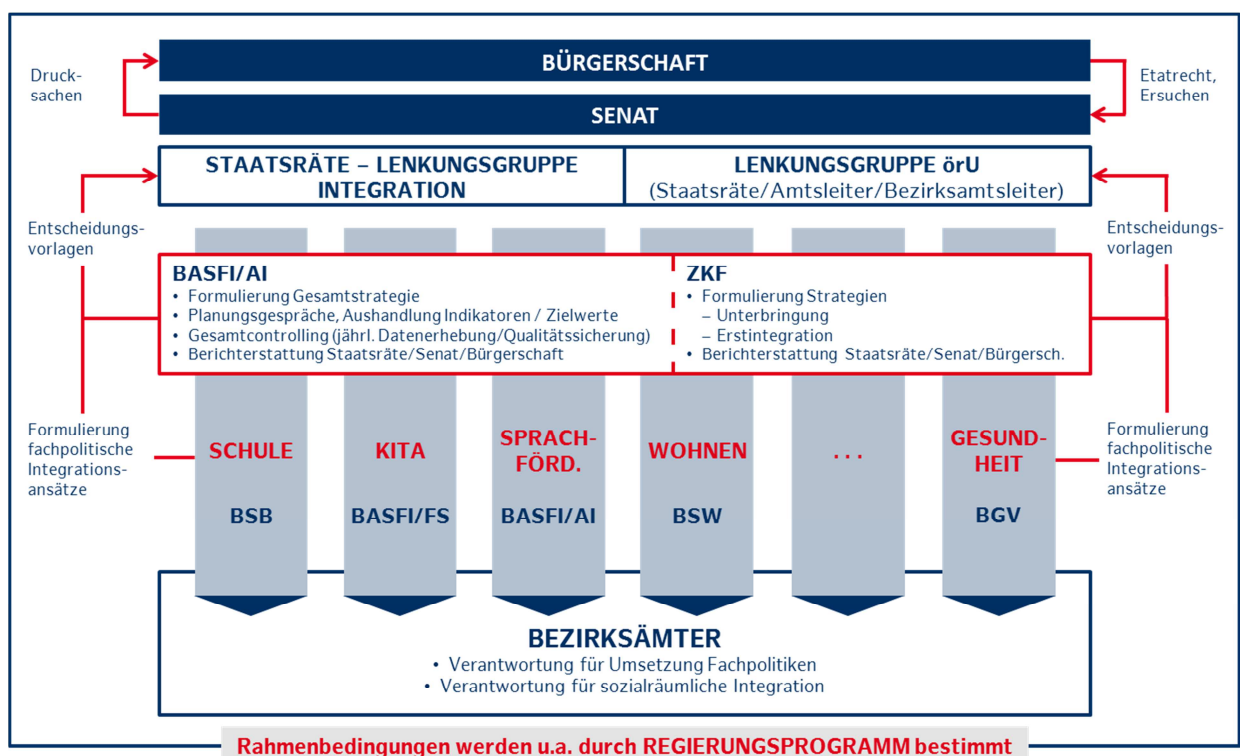 BÜRGERSCHAFT
Druck-
sachen
Etatrecht,
Ersuchen
SENAT
STAATSRÄTE – LENKUNGSGRUPPE
INTEGRATION
LENKUNGSGRUPPE örU
(Staatsräte/Amtsleiter/Bezirksamtsleiter)
Entscheidungs-
vorlagen
Entscheidungs-
vorlagen
BASFI/AI
• Formulierung Gesamtstrategie
• Planungsgespräche, Aushandlung Indikatoren / Zielwerte
• Gesamtcontrolling (jährl. Datenerhebung/Qualitätssicherung)
• Berichterstattung Staatsräte/Senat/Bürgerschaft
ZKF
• Formulierung Strategien
– Unterbringung
– Erstintegration
• Berichterstattung Staatsräte/Senat/Bürgersch.
Formulierung
fachpolitische
Integrations-
ansätze
SCHULE
BSB
KITA
BASFI/FS
SPRACH-
FÖRD.
BASFI/AI
WOHNEN
BSW
...
GESUND-
HEIT
BGV
Formulierung
fachpolitische
Integrations-
ansätze
BEZIRKSÄMTER
• Verantwortung für Umsetzung Fachpolitiken
• Verantwortung für sozialräumliche Integration
Rahmenbedingungen werden u.a. durch REGIERUNGSPROGRAMM bestimmt